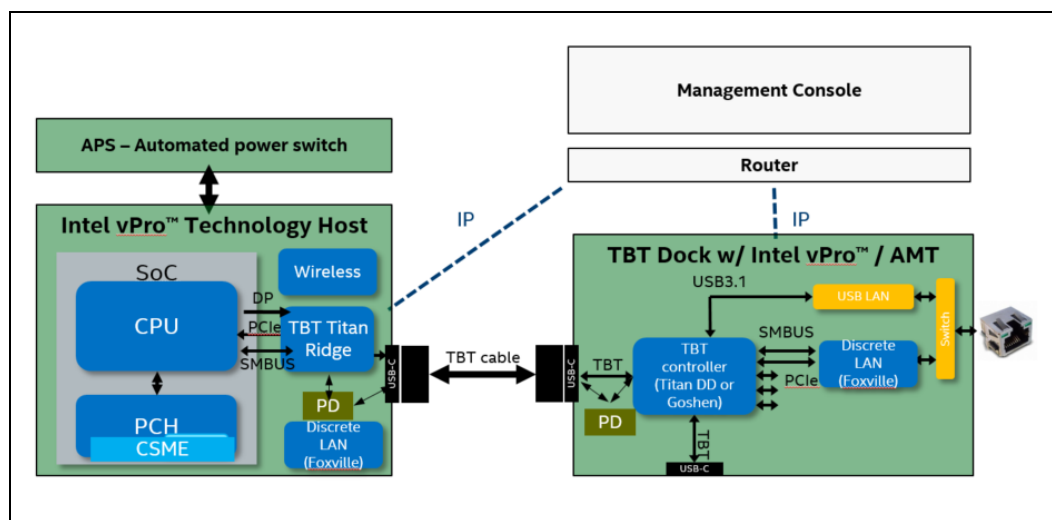 Management Console
APS – Automated power switch
Router
IP
IP
Intel vPro™ Technology Host
SoC
Wireless
CPU
DP
PCIe
SMBUS
TBT Titan
Ridge
USB-C
PD
PCH
CSME
Discrete
LAN
(Foxville)
TBT cable
TBT Dock w/ Intel vPro™ / AMT
USB3.1
USB LAN
Switch
SMBUS
USB-C
TBT
TBT
controller
(Titan DD or
Goshen)
PCIe
Discrete
LAN
(Foxville)
PD
TBT
USB-C